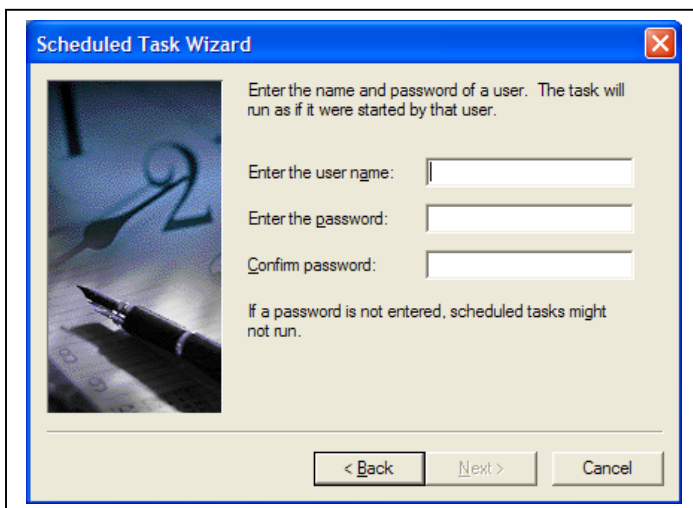 Scheduled Task Wizard
Enter the name and password of a user. The task will
run as if it were started by that user.
Enter the user name:
Enter the password:
Confirm password:
If a password is not entered, scheduled tasks might
not run.
< Back
Next >
Cancel